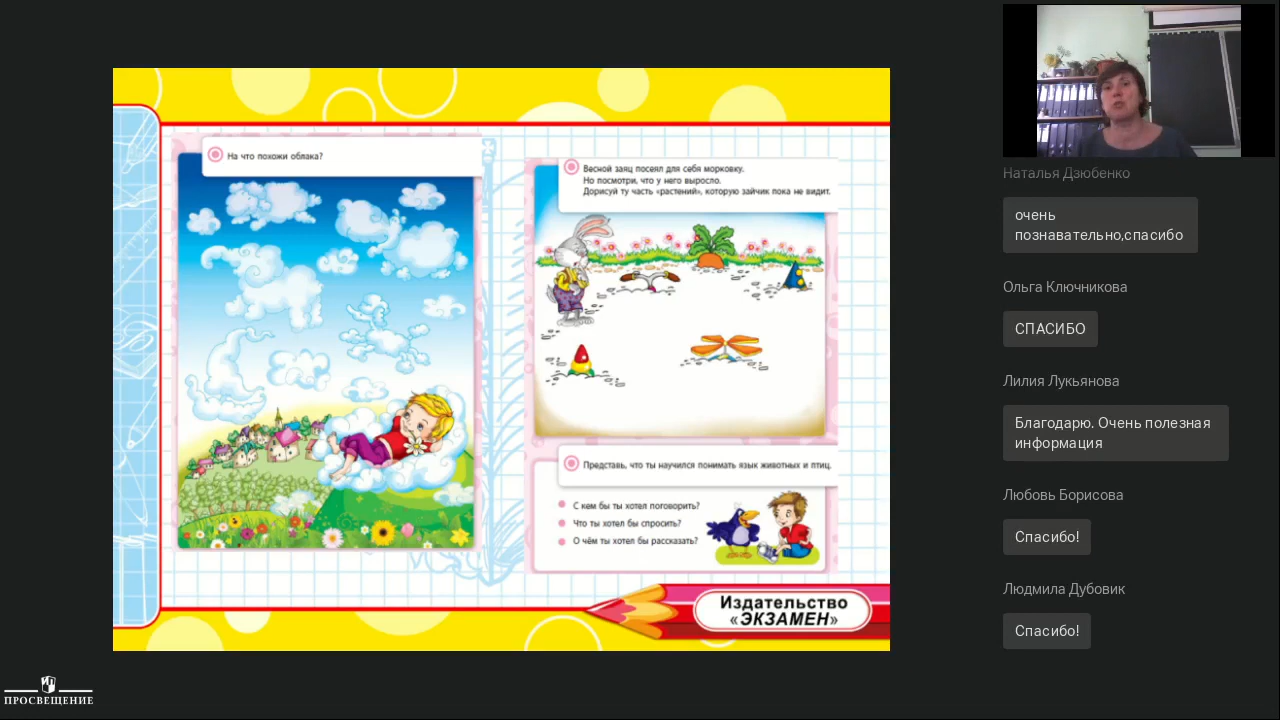 На что похожи облака?
Весной заяц посеял для себя морковку.
Но посмотри, что у него выросло.
Дорисуй ту часть «растений», которую зайчик пока не видит.
Представь, что ты научился понимать язык животных и птиц.
С кем бы ты хотел поговорить?
Что ты хотел бы спросить?
О чём ты хотел бы рассказать?
Издательство
«ЭКЗАМЕН»
ПРОСВЕЩЕНИЕ
Наталья Дзюбенко
очень
познавательно,спасибо
Ольга Ключникова
СПАСИБО
Лилия Лукьянова
Благодарю. Очень полезная
информация
Любовь Борисова
Спасибо!
Людмила Дубовик
Спасибо!